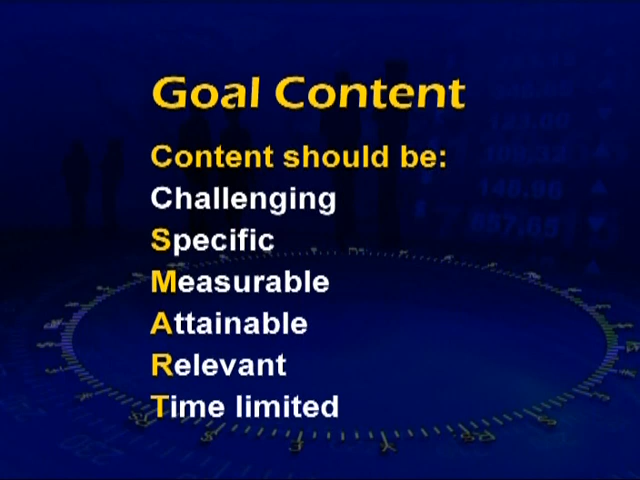 Goal Content
Content should be:
Challenging
Specific
Measurable
Attainable
Relevant
Time limited